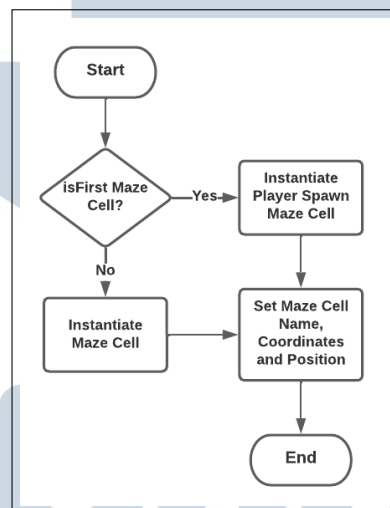 Start
isFirst Maze
Cell?
Yes
Instantiate
Player Spawn
Maze Cell
No
Instantiate
Maze Cell
Set Maze Cell
Name,
Coordinates
and Position
End